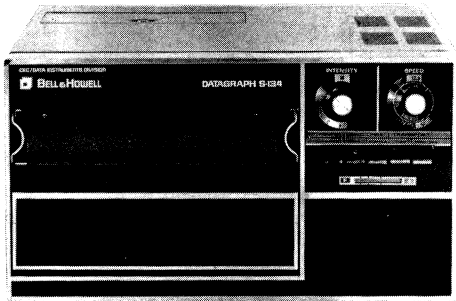 CEC/DATA INSTRUMENTS DIVISION
BELL & HOWELL
DATAGRAPH 5-134
INTENSITY
SPEED